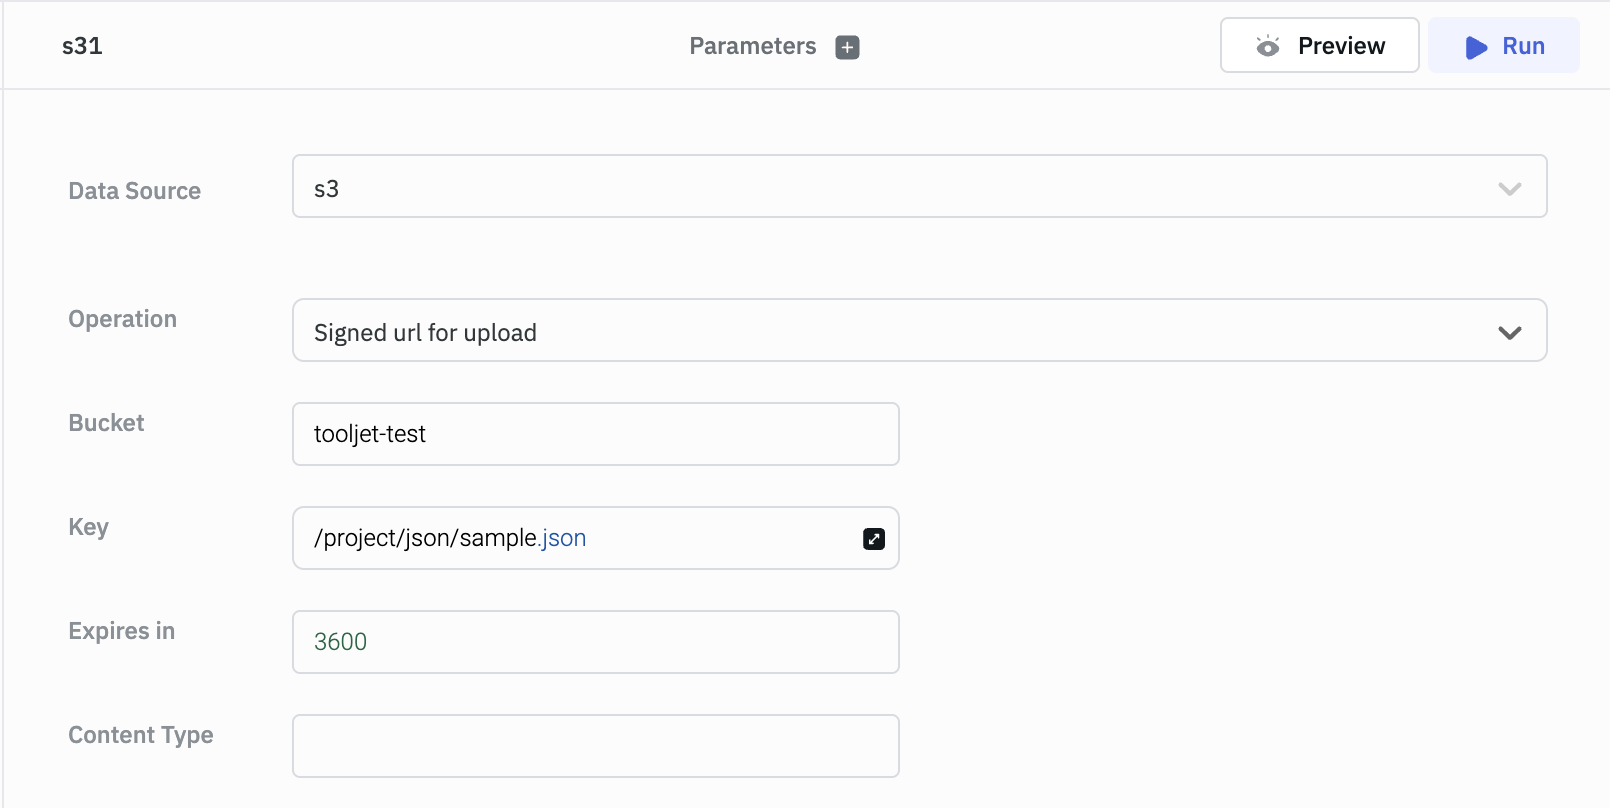 s31
Parameters
Preview
Run
Data Source
s3
Operation
Signed url for upload
Bucket
tooljet-test
Key
/project/json/sample.json
Expires in
3600
Content Type